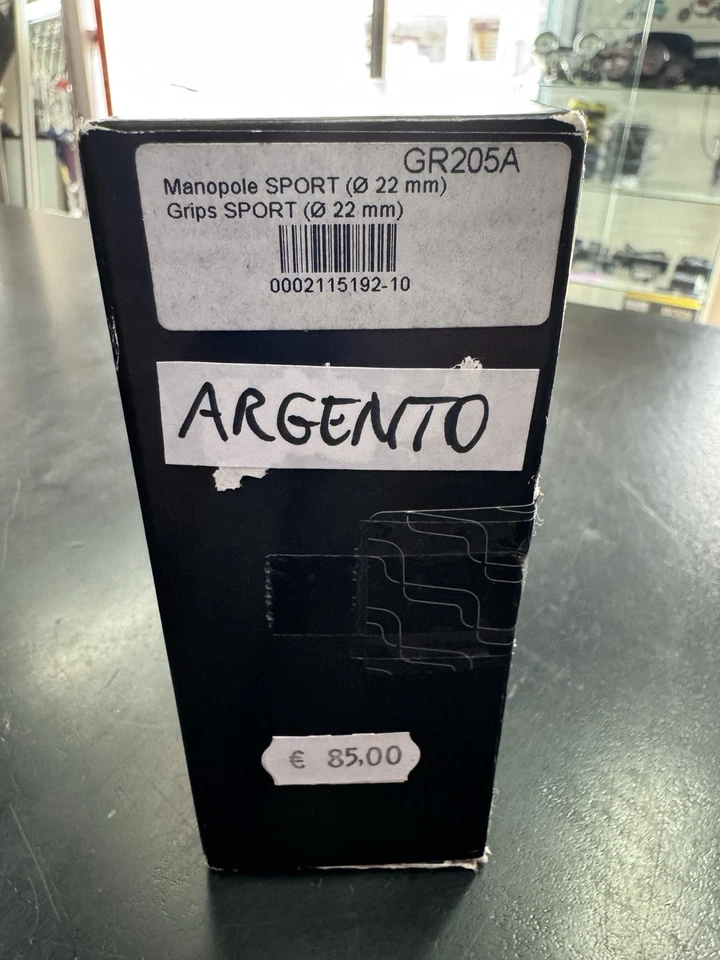 GR205A
Manopole SPORT (Ø 22 mm)
Grips SPORT (Ø 22 mm)
0002115192-10
ARGENTO
€ 85,00